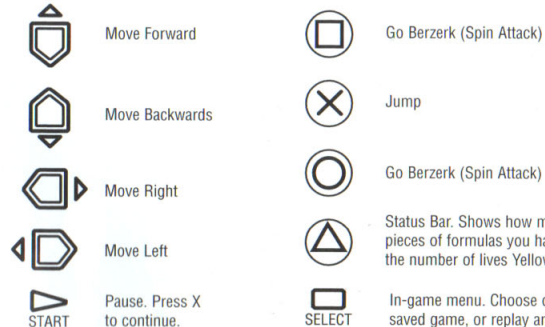 Move Forward
Move Backwards
Move Right
Move Left
START
Pause. Press X
to continue.
Go Berzerk (Spin Attack)
Jump
Go Berzerk (Spin Attack)
Status Bar. Shows how
pieces of formulas you
the number of lives Yellow
SELECT
In-game menu. Choose
saved game, or replay